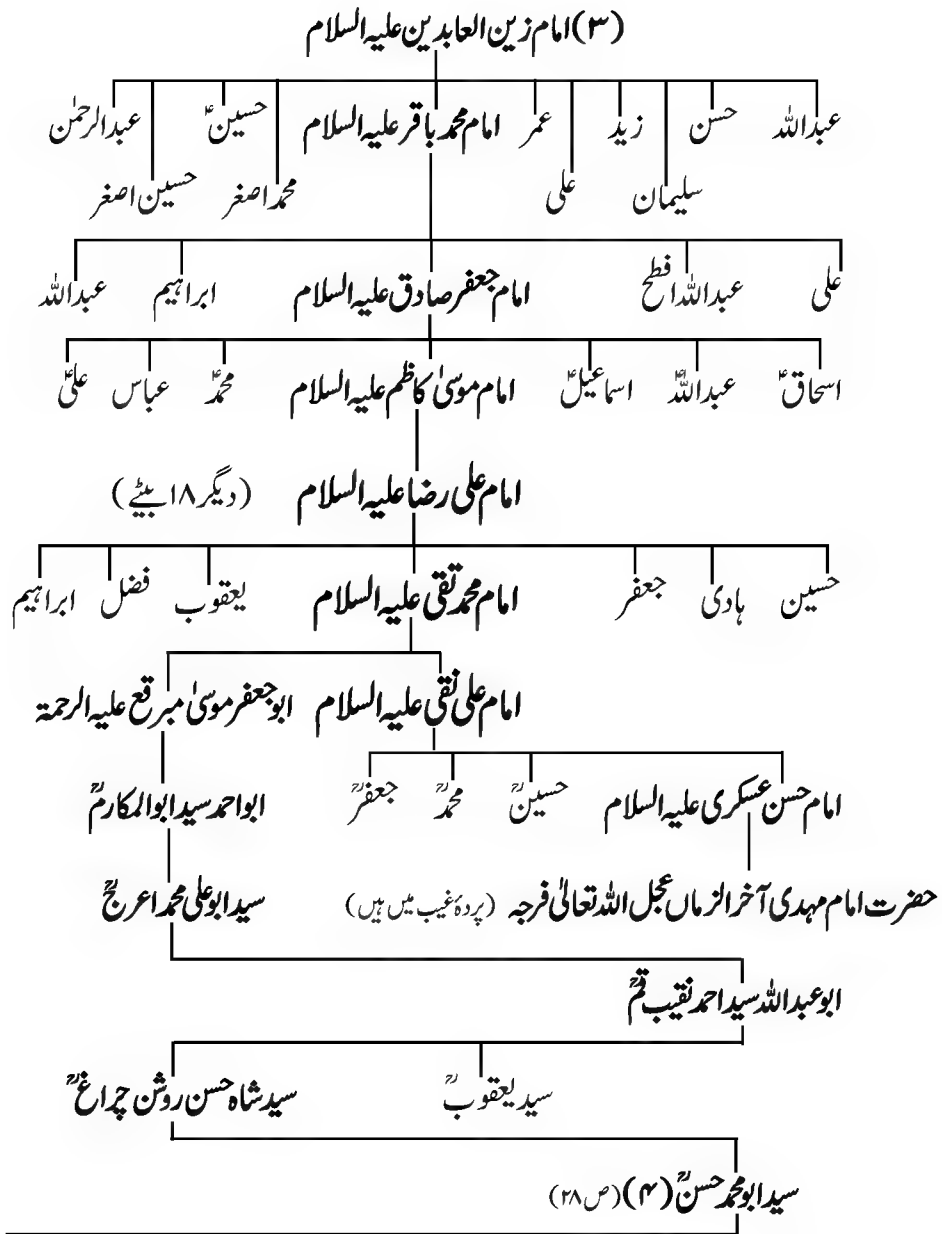 (۳) امام زین العابدین علیہ السلام
عبداللہ حسن زید عمر امام محمد باقر علیہ السلام حسینؑ عبدالرحمٰن
سلیمان علی محمد اصغر حسین اصغر
علی عبداللہ افطح امام جعفر صادق علیہ السلام ابراہیم عبداللہ
اسحاقؑ عبداللہؑ اسماعیلؑ امام موسیٰ کاظم علیہ السلام محمدؑ عباس علیؑ
امام علی رضا علیہ السلام (دیگر ۱۸ بیٹے)
حسین ہادی جعفر امام محمد تقی علیہ السلام یعقوب فضل ابراہیم
امام علی نقی علیہ السلام ابوجعفر موسیٰ مبرقع علیہ الرحمۃ
امام حسن عسکری علیہ السلام حسینؒ محمدؒ جعفرؒ ابواحمد سید ابوالمکارمؒ
حضرت امام مہدی آخر الزماں عجل اللہ تعالیٰ فرجہ (پردۂ غیب میں ہیں) سید ابوعلی محمد اعرجؒ
ابوعبداللہ سید احمد نقیب قمؒ
سید یعقوبؒ سید شاہ حسن روشن چراغؒ
سید ابومحمد حسنؒ (۴) (ص ۲۸)